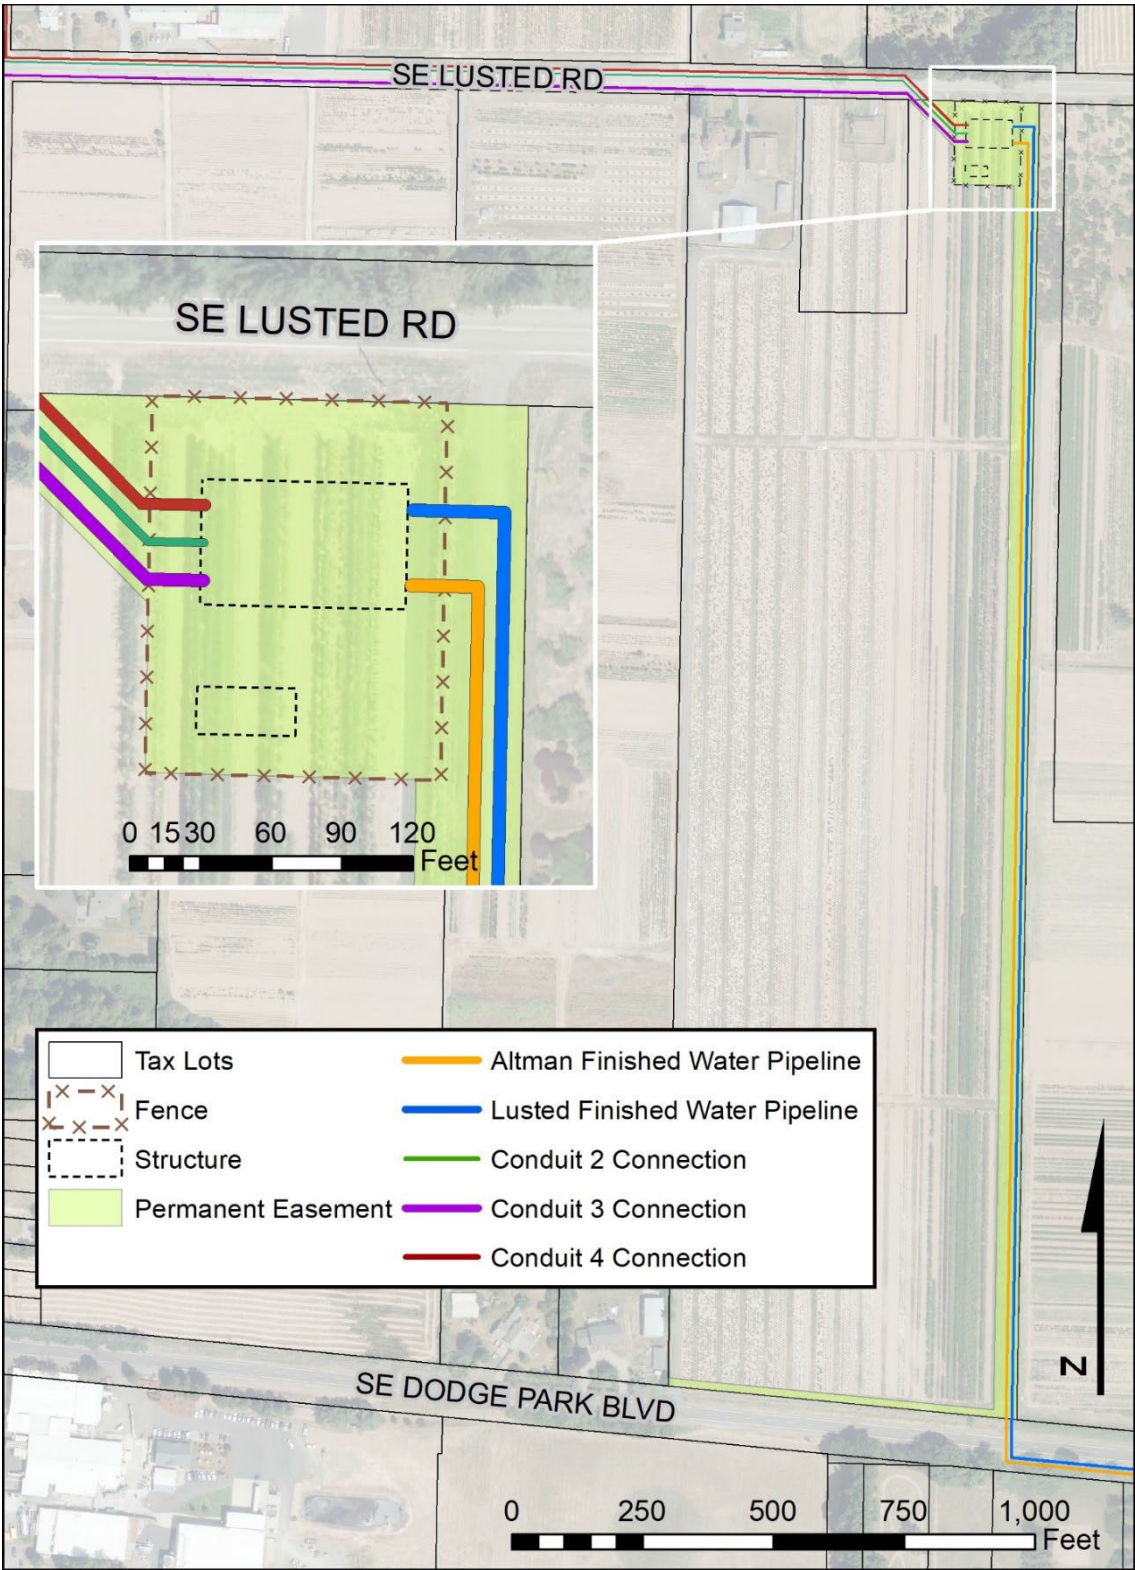 SE LUSTED RD
SE LUSTED RD
0 15 30 60 90 120
Feet
Tax Lots
Fence
Structure
Permanent Easement
Altman Finished Water Pipeline
Lusted Finished Water Pipeline
Conduit 2 Connection
Conduit 3 Connection
Conduit 4 Connection
N
SE DODGE PARK BLVD
0 250 500 750 1,000
Feet